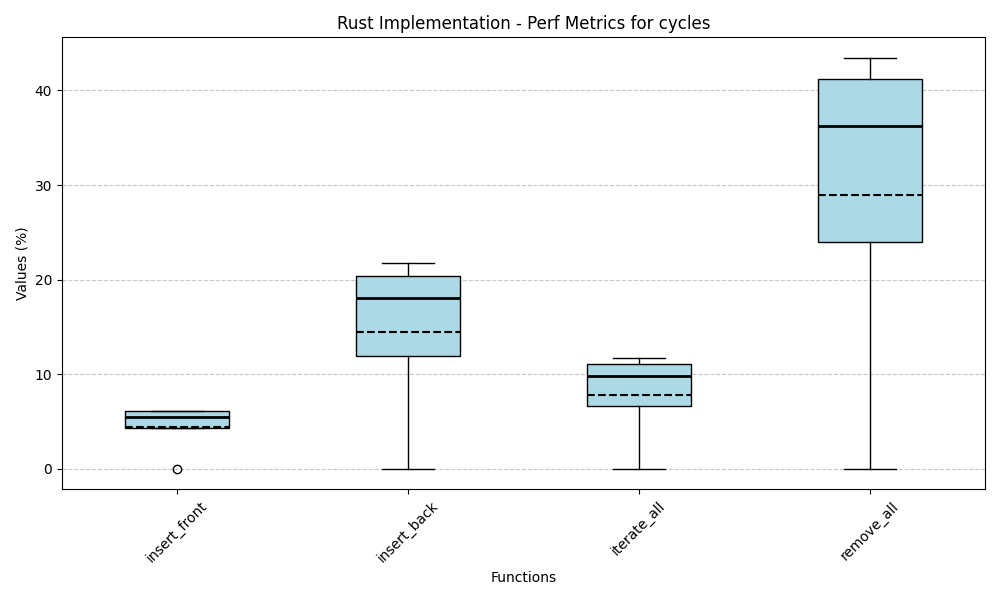 Rust Implementation - Perf Metrics for cycles
40
30
20
10
0
Values (%)
insert_front
insert_back
iterate_all
remove_all
Functions